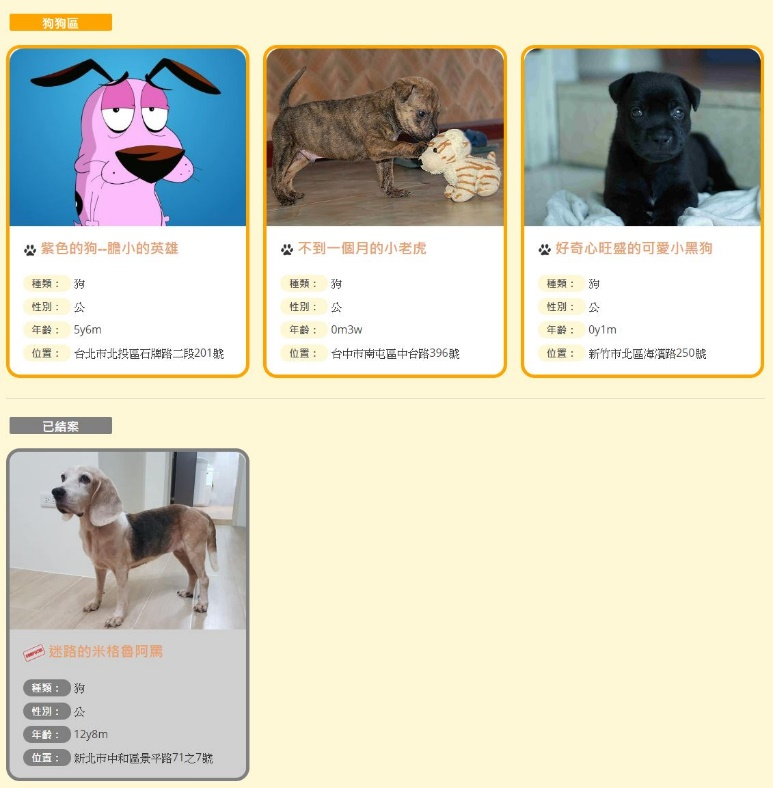 狗狗區
紫色的狗--膽小的英雄
種類： 狗
性別： 公
年齡： 5y6m
位置： 台北市北投區石牌路二段201號
不到一個月的小老虎
種類： 狗
性別： 公
年齡： 0m3w
位置： 台中市南屯區中台路396號
好奇心旺盛的可愛小黑狗
種類： 狗
性別： 公
年齡： 0y1m
位置： 新竹市北區海濱路250號
已結案
迷路的米格魯阿篤
種類： 狗
性別： 公
年齡： 12y8m
位置： 新北市中和區景平路71之7號